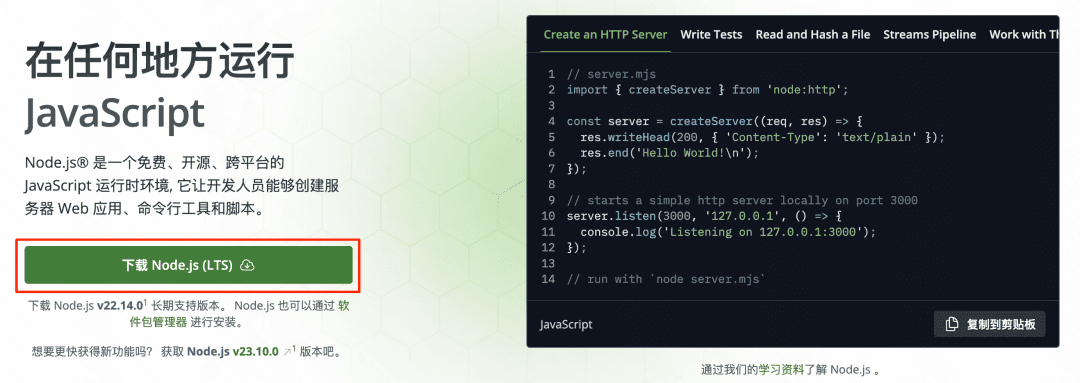 在任何地方运行
JavaScript
Node.js® 是一个免费、开源、跨平台的
JavaScript 运行时环境, 它让开发人员能够创建服
务器 Web 应用、命令行工具和脚本。
下载 Node.js (LTS)
下载 Node.js v22.14.0¹ 长期支持版本。 Node.js 也可以通过 软
件包管理器 进行安装。
想要更快获得新功能吗? 获取 Node.js v23.10.0 ↗¹ 版本吧。
Create an HTTP Server Write Tests Read and Hash a File Streams Pipeline Work with Th
1 // server.mjs
2 import { createServer } from 'node:http';
3
4 const server = createServer((req, res) => {
5   res.writeHead(200, { 'Content-Type': 'text/plain' });
6   res.end('Hello World!\n');
7 });
8
9 // starts a simple http server locally on port 3000
10 server.listen(3000, '127.0.0.1', () => {
11   console.log('Listening on 127.0.0.1:3000');
12 });
13
14 // run with `node server.mjs`
JavaScript 复制到剪贴板
通过我们的学习资料了解 Node.js 。